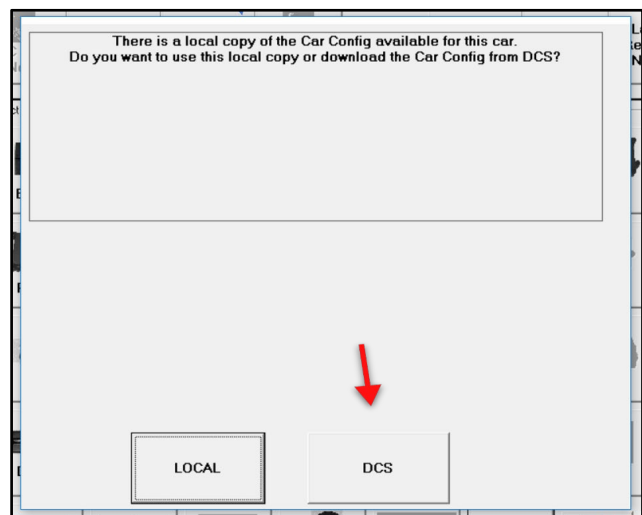 There is a local copy of the Car Config available for this car.
Do you want to use this local copy or download the Car Config from DCS?
LOCAL
DCS